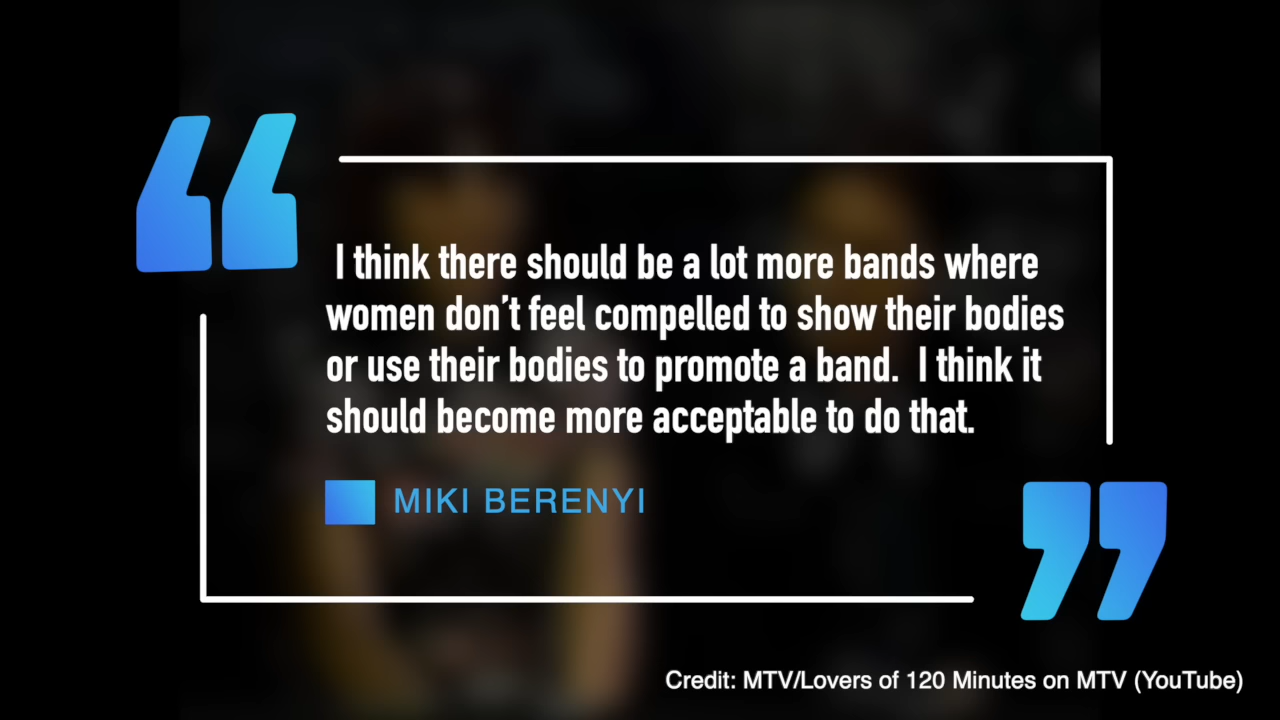 I think there should be a lot more bands where
women don’t feel compelled to show their bodies
or use their bodies to promote a band.  I think it
should become more acceptable to do that.
MIKI BERENYI
Credit: MTV/Lovers of 120 Minutes on MTV (YouTube)